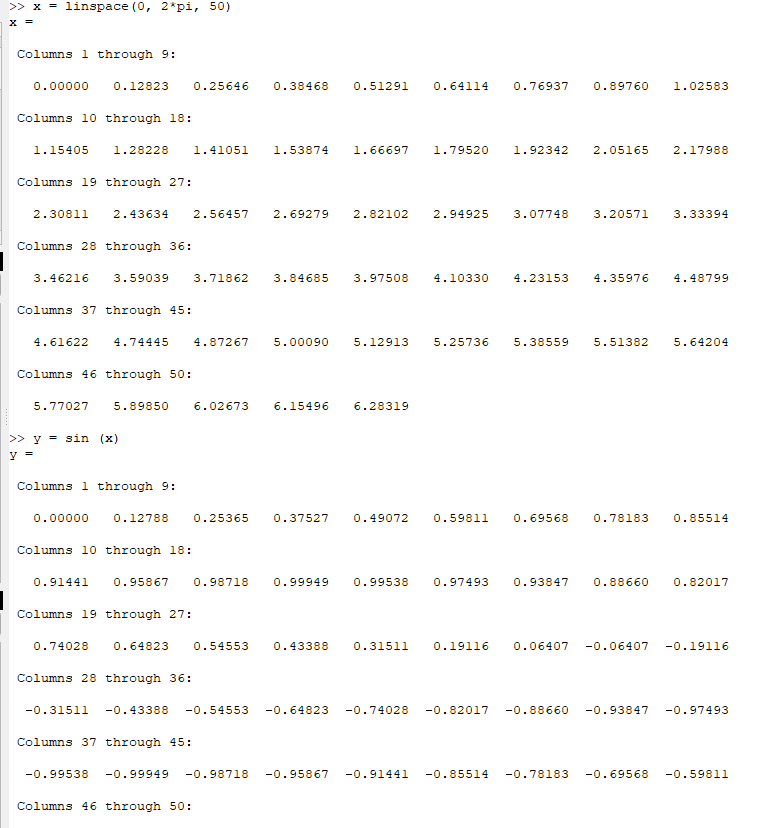 >> x = linspace(0, 2*pi, 50)
x =
Columns 1 through 9:
0.00000 0.12823 0.25646 0.38468 0.51291 0.64114 0.76937 0.89760 1.02583
Columns 10 through 18:
1.15405 1.28228 1.41051 1.53874 1.66697 1.79520 1.92342 2.05165 2.17988
Columns 19 through 27:
2.30811 2.43634 2.56457 2.69279 2.82102 2.94925 3.07748 3.20571 3.33394
Columns 28 through 36:
3.46216 3.59039 3.71862 3.84685 3.97508 4.10330 4.23153 4.35976 4.48799
Columns 37 through 45:
4.61622 4.74445 4.87267 5.00090 5.12913 5.25736 5.38559 5.51382 5.64204
Columns 46 through 50:
5.77027 5.89850 6.02673 6.15496 6.28319
>> y = sin (x)
y =
Columns 1 through 9:
0.00000 0.12788 0.25365 0.37527 0.49072 0.59811 0.69568 0.78183 0.85514
Columns 10 through 18:
0.91441 0.95867 0.98718 0.99949 0.99538 0.97493 0.93847 0.88660 0.82017
Columns 19 through 27:
0.74028 0.64823 0.54553 0.43388 0.31511 0.19116 0.06407 -0.06407 -0.19116
Columns 28 through 36:
-0.31511 -0.43388 -0.54553 -0.64823 -0.74028 -0.82017 -0.88660 -0.93847 -0.97493
Columns 37 through 45:
-0.99538 -0.99949 -0.98718 -0.95867 -0.91441 -0.85514 -0.78183 -0.69568 -0.59811
Columns 46 through 50: